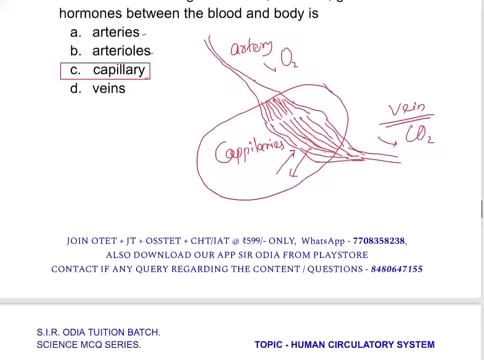 hormones between the blood and body is
a. arteries
b. arterioles
c. capillary
d. veins
artery
O2
Cappilaries
vein
CO2
JOIN OTET + JT + OSSTET + CHT/IAT @ ₹599/- ONLY, WhatsApp - 7708358238,
ALSO DOWNLOAD OUR APP SIR ODIA FROM PLAYSTORE
CONTACT IF ANY QUERY REGARDING THE CONTENT / QUESTIONS - 8480647155
S.I.R. ODIA TUITION BATCH.
SCIENCE MCQ SERIES. TOPIC - HUMAN CIRCULATORY SYSTEM